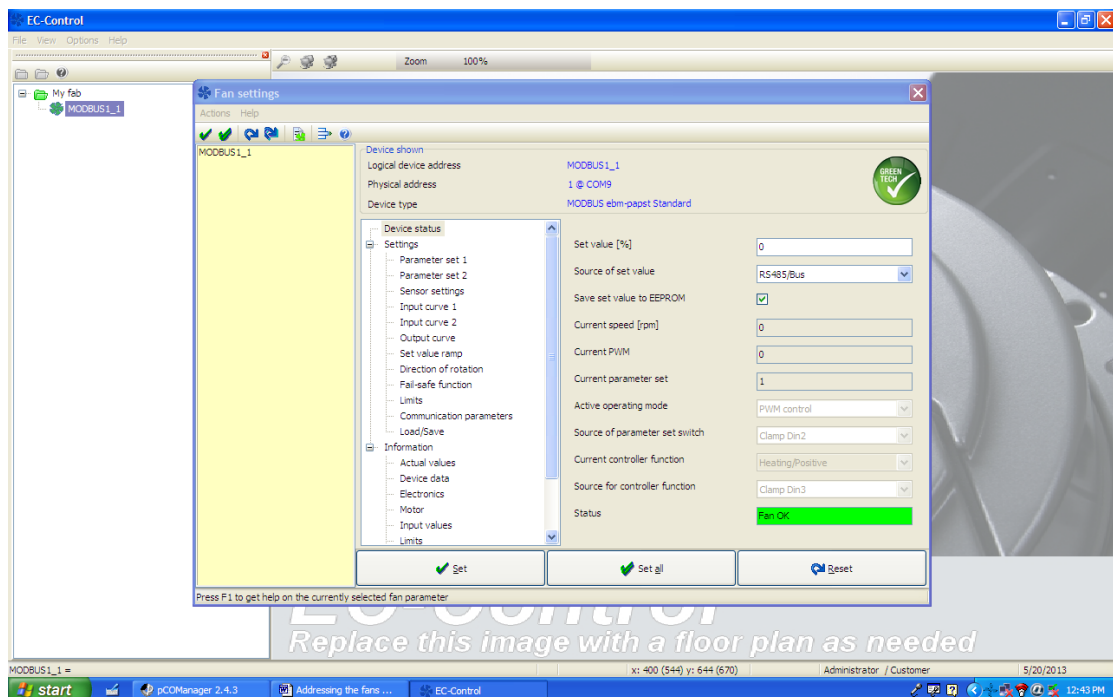 EC-Control
File View Options Help
Zoom 100%
My fab
MODBUS1_1
Fan settings
Actions Help
MODBUS1_1
Device shown
Logical device address MODBUS1_1
Physical address 1 @ COM9
Device type MODBUS ebm-papst Standard
GREEN
TECH
Device status
Settings
Parameter set 1
Parameter set 2
Sensor settings
Input curve 1
Input curve 2
Output curve
Set value ramp
Direction of rotation
Fail-safe function
Limits
Communication parameters
Load/Save
Information
Actual values
Device data
Electronics
Motor
Input values
Limits
Set value [%] 0
Source of set value RS485/Bus
Save set value to EEPROM
Current speed [rpm] 0
Current PWM 0
Current parameter set 1
Active operating mode PWM control
Source of parameter set switch Clamp Din2
Current controller function Heating/Positive
Source for controller function Clamp Din3
Status Fan OK
Set Set all Reset
Press F1 to get help on the currently selected fan parameter
EC-Control
Replace this image with a floor plan as needed
MODBUS1_1 = x: 400 (544) y: 644 (670) Administrator / Customer 5/20/2013
start pCOManager 2.4.3 Addressing the fans ... EC-Control 12:43 PM